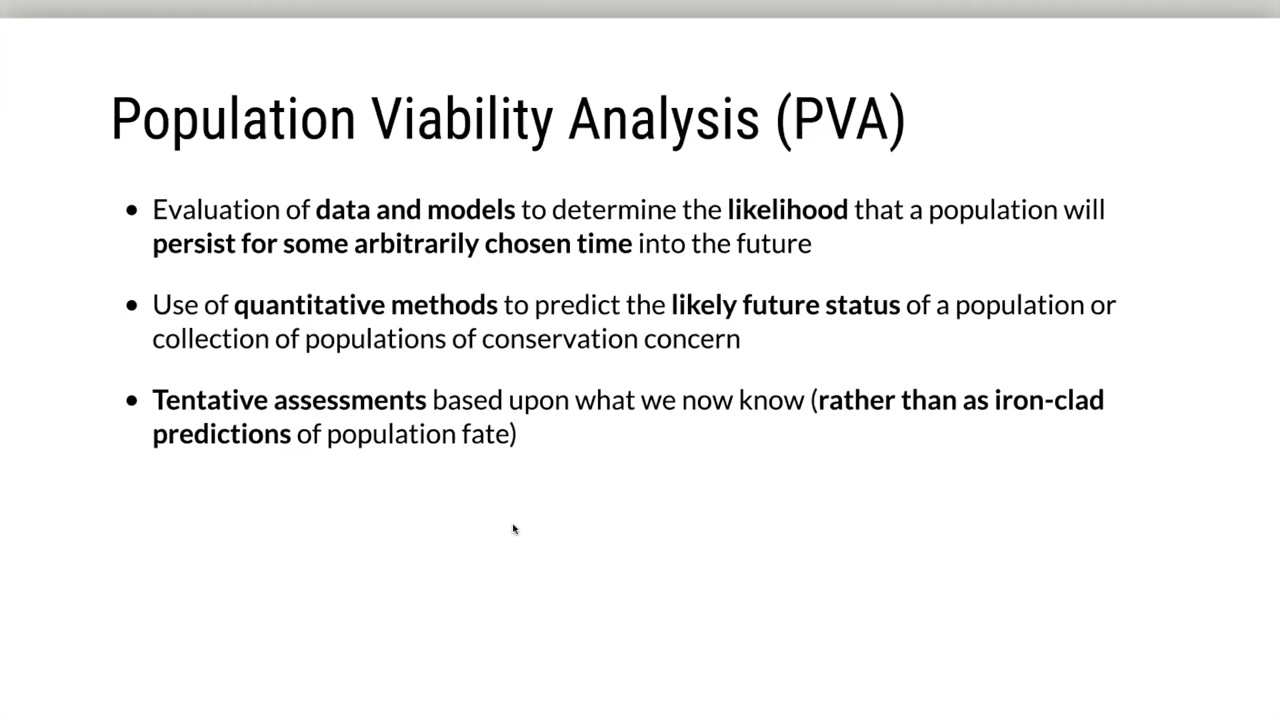 Population Viability Analysis (PVA)
• Evaluation of data and models to determine the likelihood that a population will
persist for some arbitrarily chosen time into the future
• Use of quantitative methods to predict the likely future status of a population or
collection of populations of conservation concern
• Tentative assessments based upon what we now know (rather than as iron-clad
predictions of population fate)